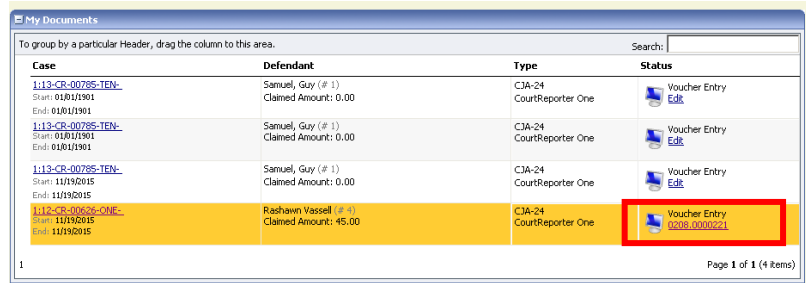 My Documents
To group by a particular Header, drag the column to this area.
Search:
Case Defendant Type Status
1:13-CR-00785-TEN- Samuel, Guy (# 1) CJA-24 Voucher Entry
Start: 01/01/1901 Claimed Amount: 0.00 CourtReporter One Edit
End: 01/01/1901
1:13-CR-00785-TEN- Samuel, Guy (# 1) CJA-24 Voucher Entry
Start: 01/01/1901 Claimed Amount: 0.00 CourtReporter One Edit
End: 01/01/1901
1:13-CR-00785-TEN- Samuel, Guy (# 1) CJA-24 Voucher Entry
Start: 11/19/2015 Claimed Amount: 0.00 CourtReporter One Edit
End: 11/19/2015
1:12-CR-00626-ONE- Rashawn Vassell (# 4) CJA-24 Voucher Entry
Start: 11/19/2015 Claimed Amount: 45.00 CourtReporter One 0208.0000221
End: 11/19/2015
1 Page 1 of 1 (4 items)